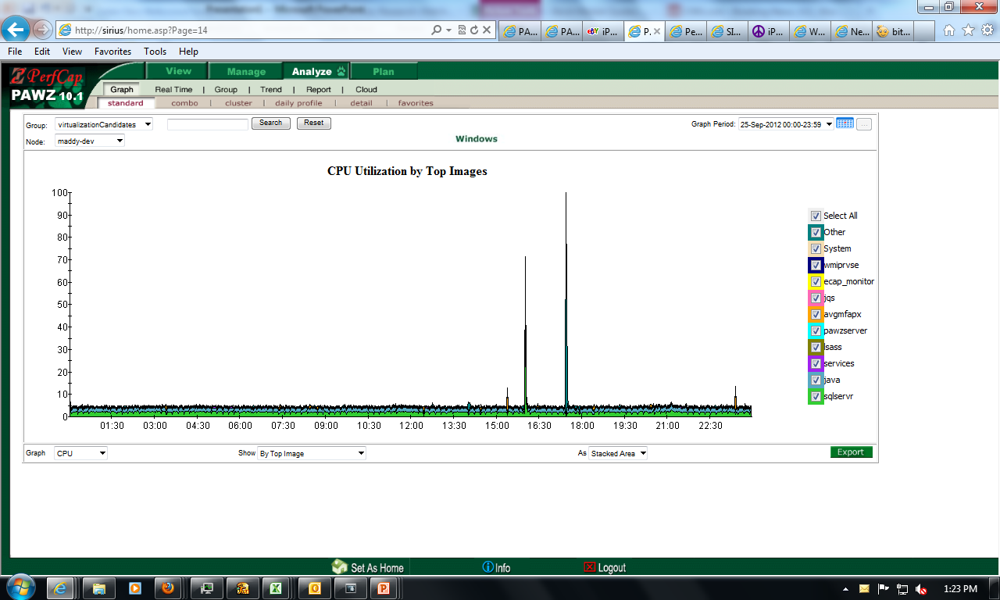 http://sirius/home.asp?Page=14
PA... PA... iP... P. Pe... SI... iP... W... Ne... bit...
File Edit View Favorites Tools Help
PerfCap
PAWZ 10.1
View Manage Analyze Plan
Graph Real Time | Group | Trend | Report | Cloud
standard combo | cluster | daily profile | detail | favorites
Group: virtualizationCandidates Search Reset Graph Period: 25-Sep-2012 00:00-23:59 ...
Node: maddy-dev
Windows
CPU Utilization by Top Images
100
90
80
70
60
50
40
30
20
10
0
01:30 03:00 04:30 06:00 07:30 09:00 10:30 12:00 13:30 15:00 16:30 18:00 19:30 21:00 22:30
Select All
Other
System
wmiprvse
ecap_monitor
jqs
avgmfapx
pawzserver
lsass
services
java
sqlservr
Graph CPU Show By Top Image As Stacked Area Export
Set As Home Info Logout
1:23 PM